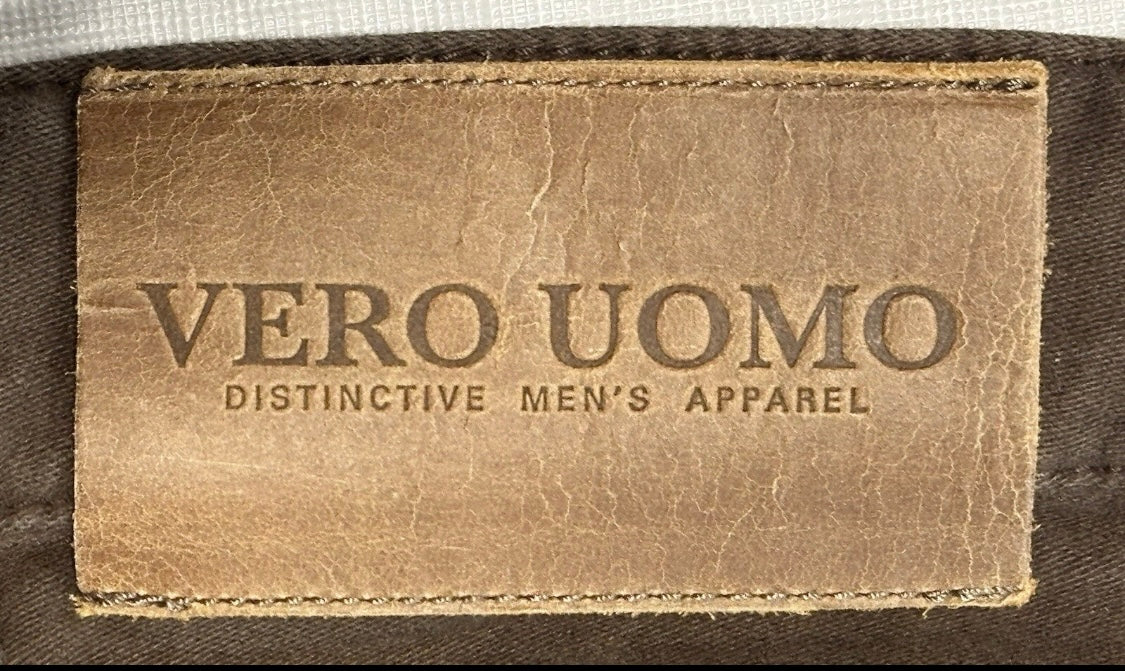 VERO UOMO
DISTINCTIVE MEN'S APPAREL